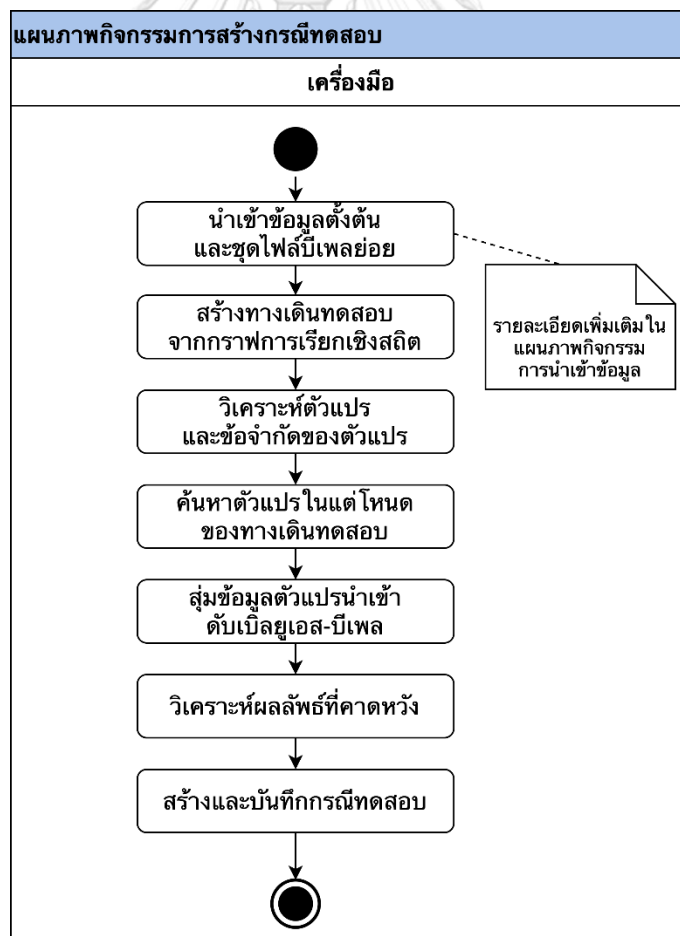 แผนภาพกิจกรรมการสร้างกรณีทดสอบ
เครื่องมือ
นำเข้าข้อมูลตั้งต้น
และชุดไฟล์บีเพลย่อย
รายละเอียดเพิ่มเติมใน
แผนภาพกิจกรรม
การนำเข้าข้อมูล
สร้างทางเดินทดสอบ
จากกราฟการเรียกเชิงสถิต
วิเคราะห์ตัวแปร
และข้อจำกัดของตัวแปร
ค้นหาตัวแปรในแต่โหนด
ของทางเดินทดสอบ
สุ่มข้อมูลตัวแปรนำเข้า
ดับเบิลยูเอส-บีเพล
วิเคราะห์ผลลัพธ์ที่คาดหวัง
สร้างและบันทึกกรณีทดสอบ